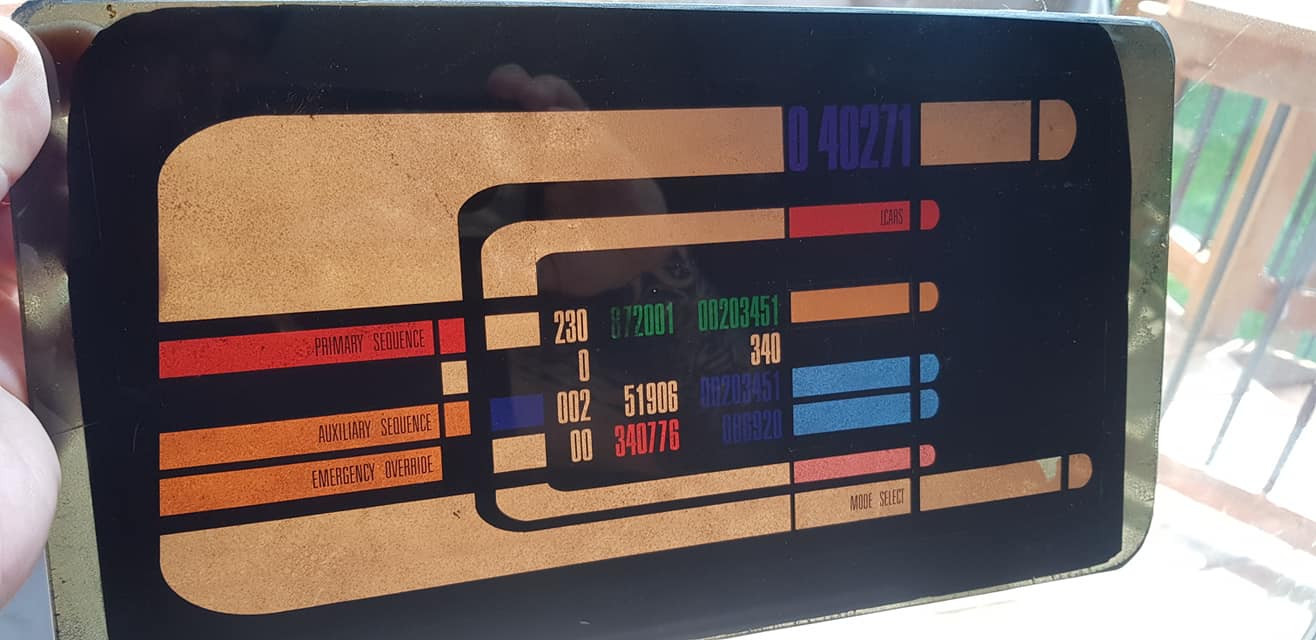 0 40271
LCARS
230 872001 00203451
0 340
002 51906 00203451
00 340776 086920
PRIMARY SEQUENCE
AUXILIARY SEQUENCE
EMERGENCY OVERRIDE
MODE SELECT